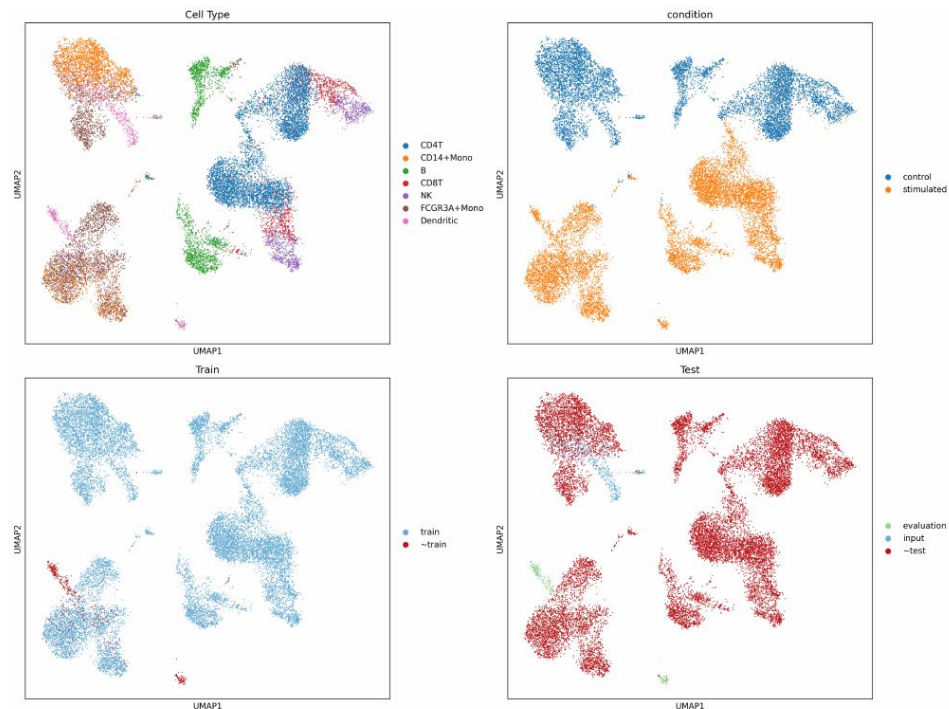 Cell Type
UMAP2
UMAP1
CD4T
CD14+Mono
B
CD8T
NK
FCGR3A+Mono
Dendritic
condition
UMAP2
UMAP1
control
stimulated
Train
UMAP2
UMAP1
train
~train
Test
UMAP2
UMAP1
evaluation
input
~test